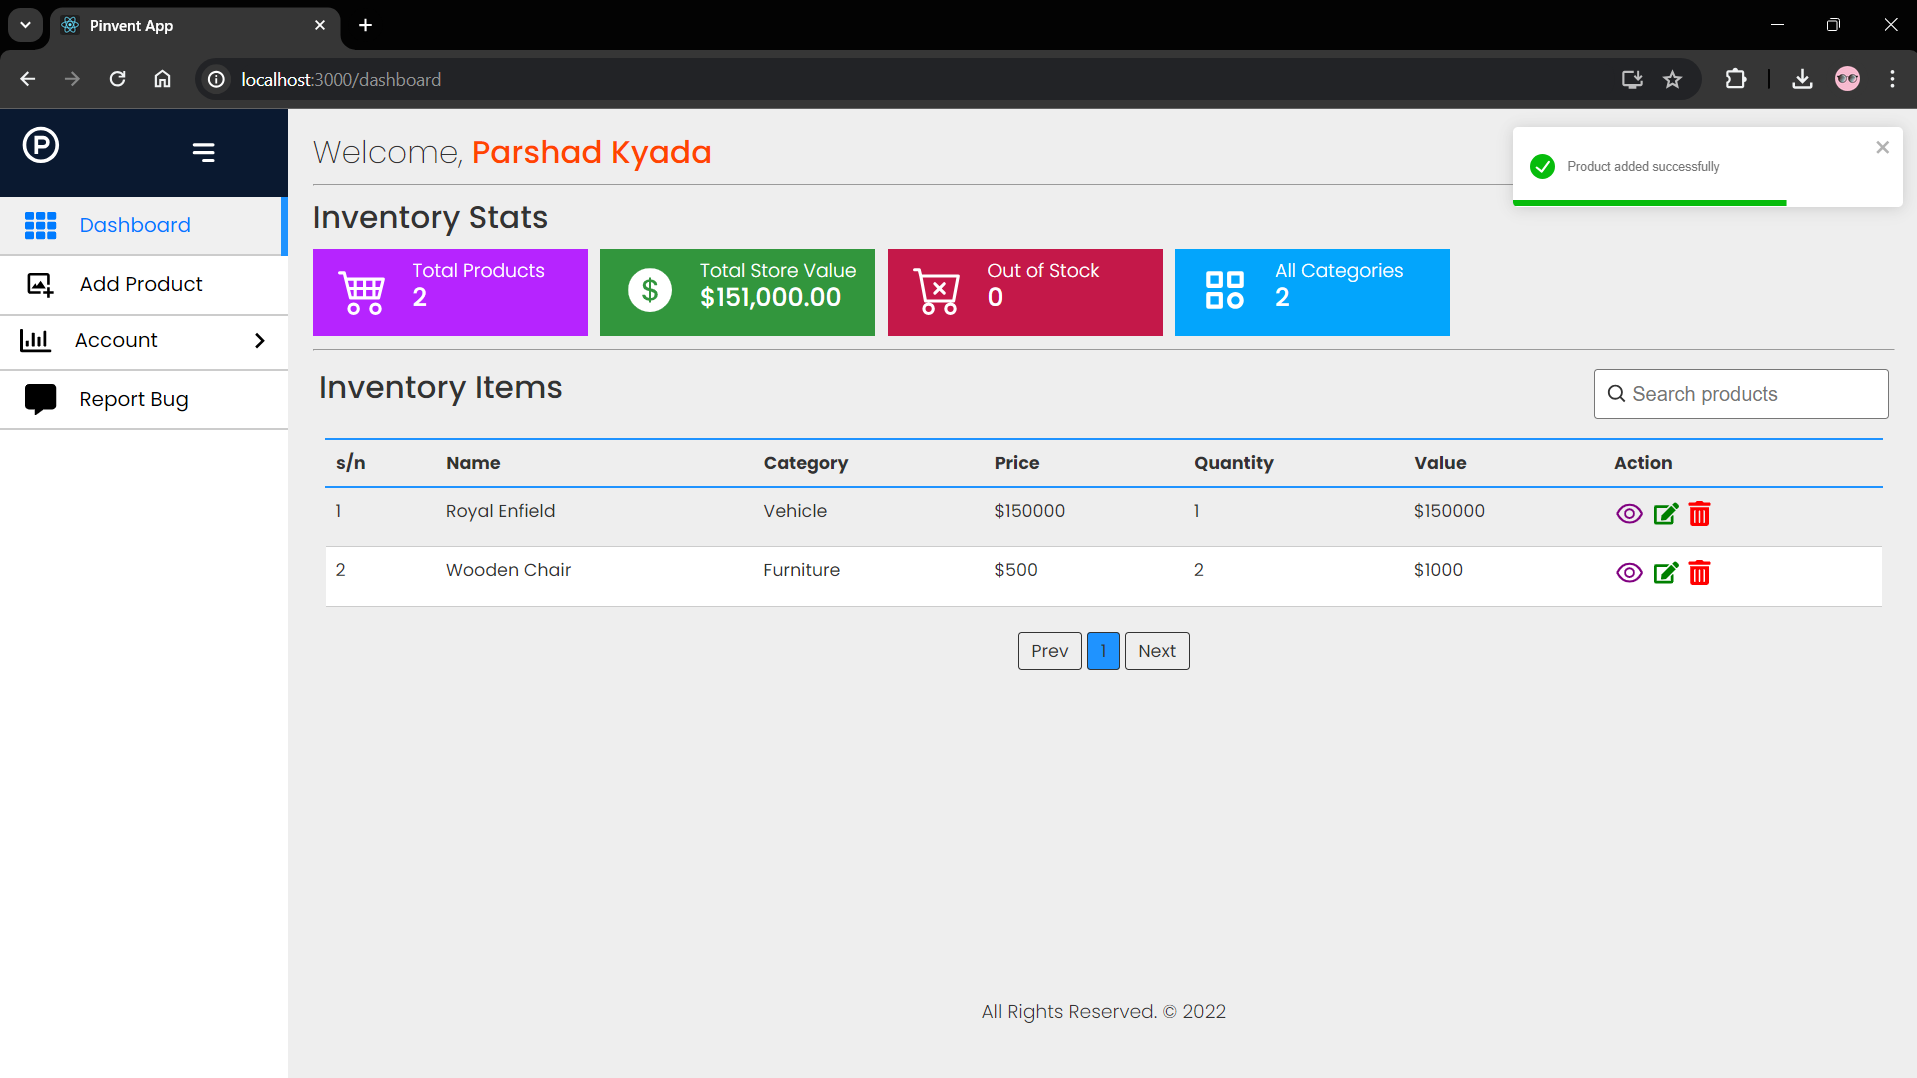 Pinvent App
localhost:3000/dashboard
P
Welcome, Parshad Kyada
Product added successfully
Dashboard
Add Product
Account
Report Bug
Inventory Stats
Total Products
2
$
Total Store Value
$151,000.00
Out of Stock
0
All Categories
2
Inventory Items
Search products
s/n Name Category Price Quantity Value Action
1 Royal Enfield Vehicle $150000 1 $150000
2 Wooden Chair Furniture $500 2 $1000
Prev 1 Next
All Rights Reserved. © 2022